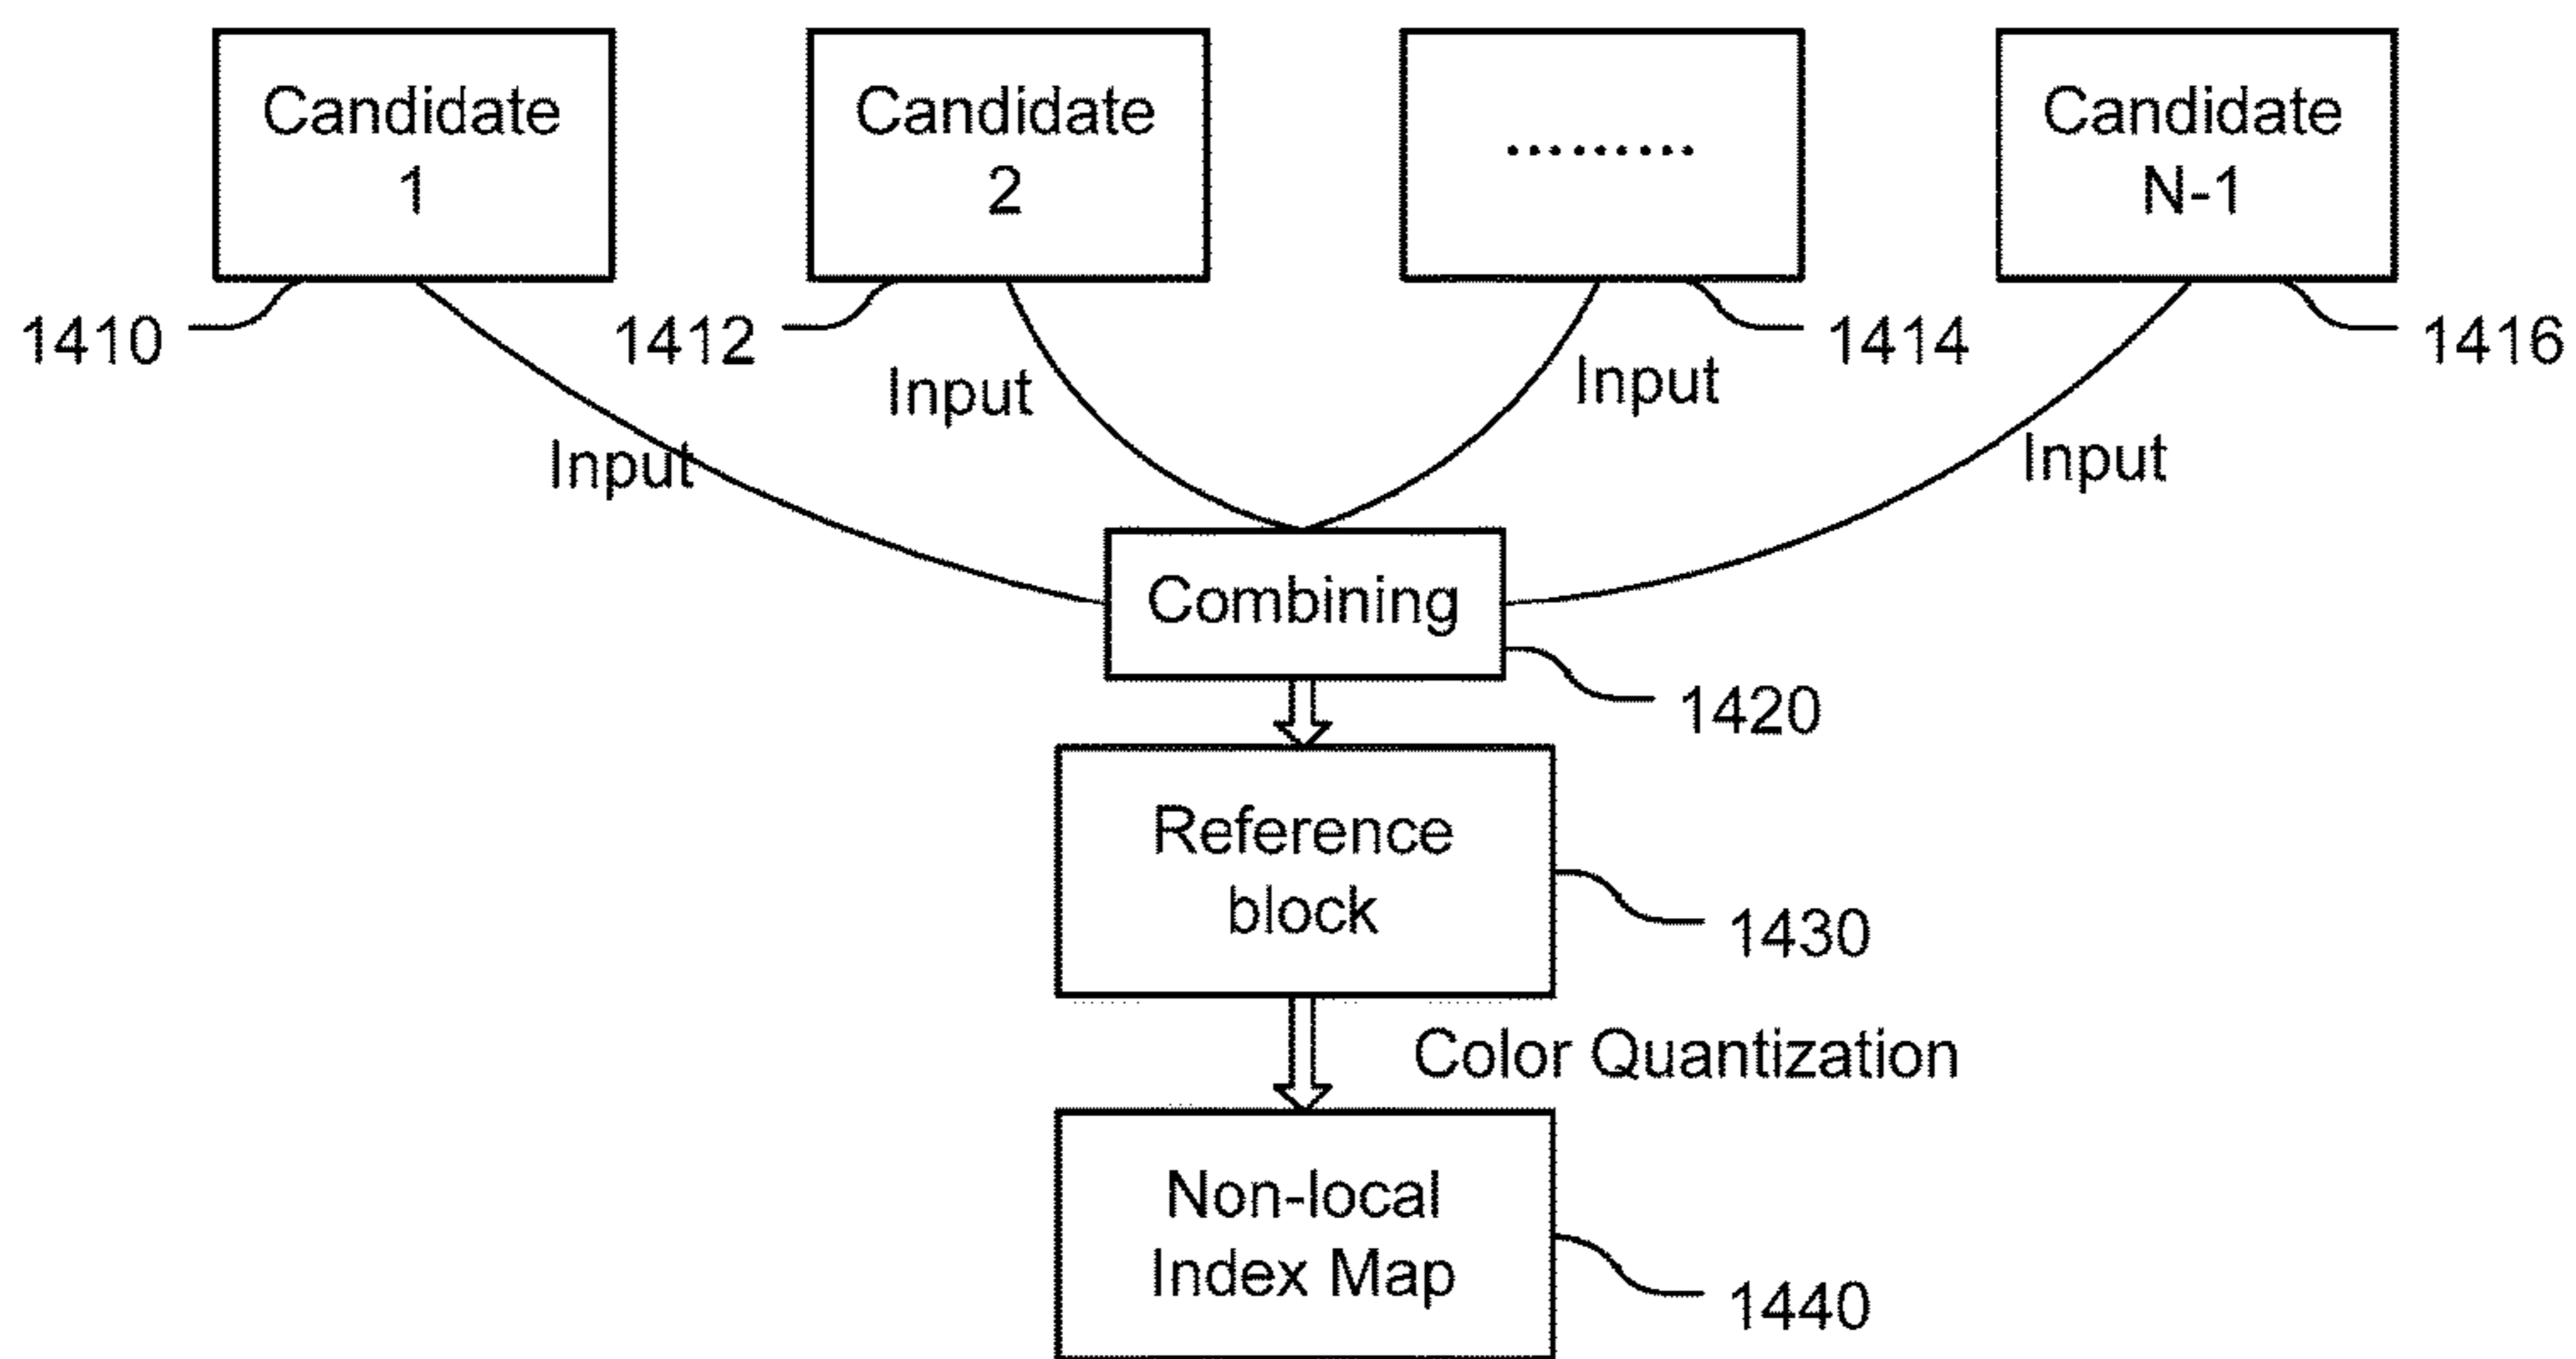 Candidate
1
Candidate
2
.........
Candidate
N-1
1410
1412
1414
1416
Input
Input
Input
Input
Combining
1420
Reference
block
1430
Color Quantization
Non-local
Index Map
1440